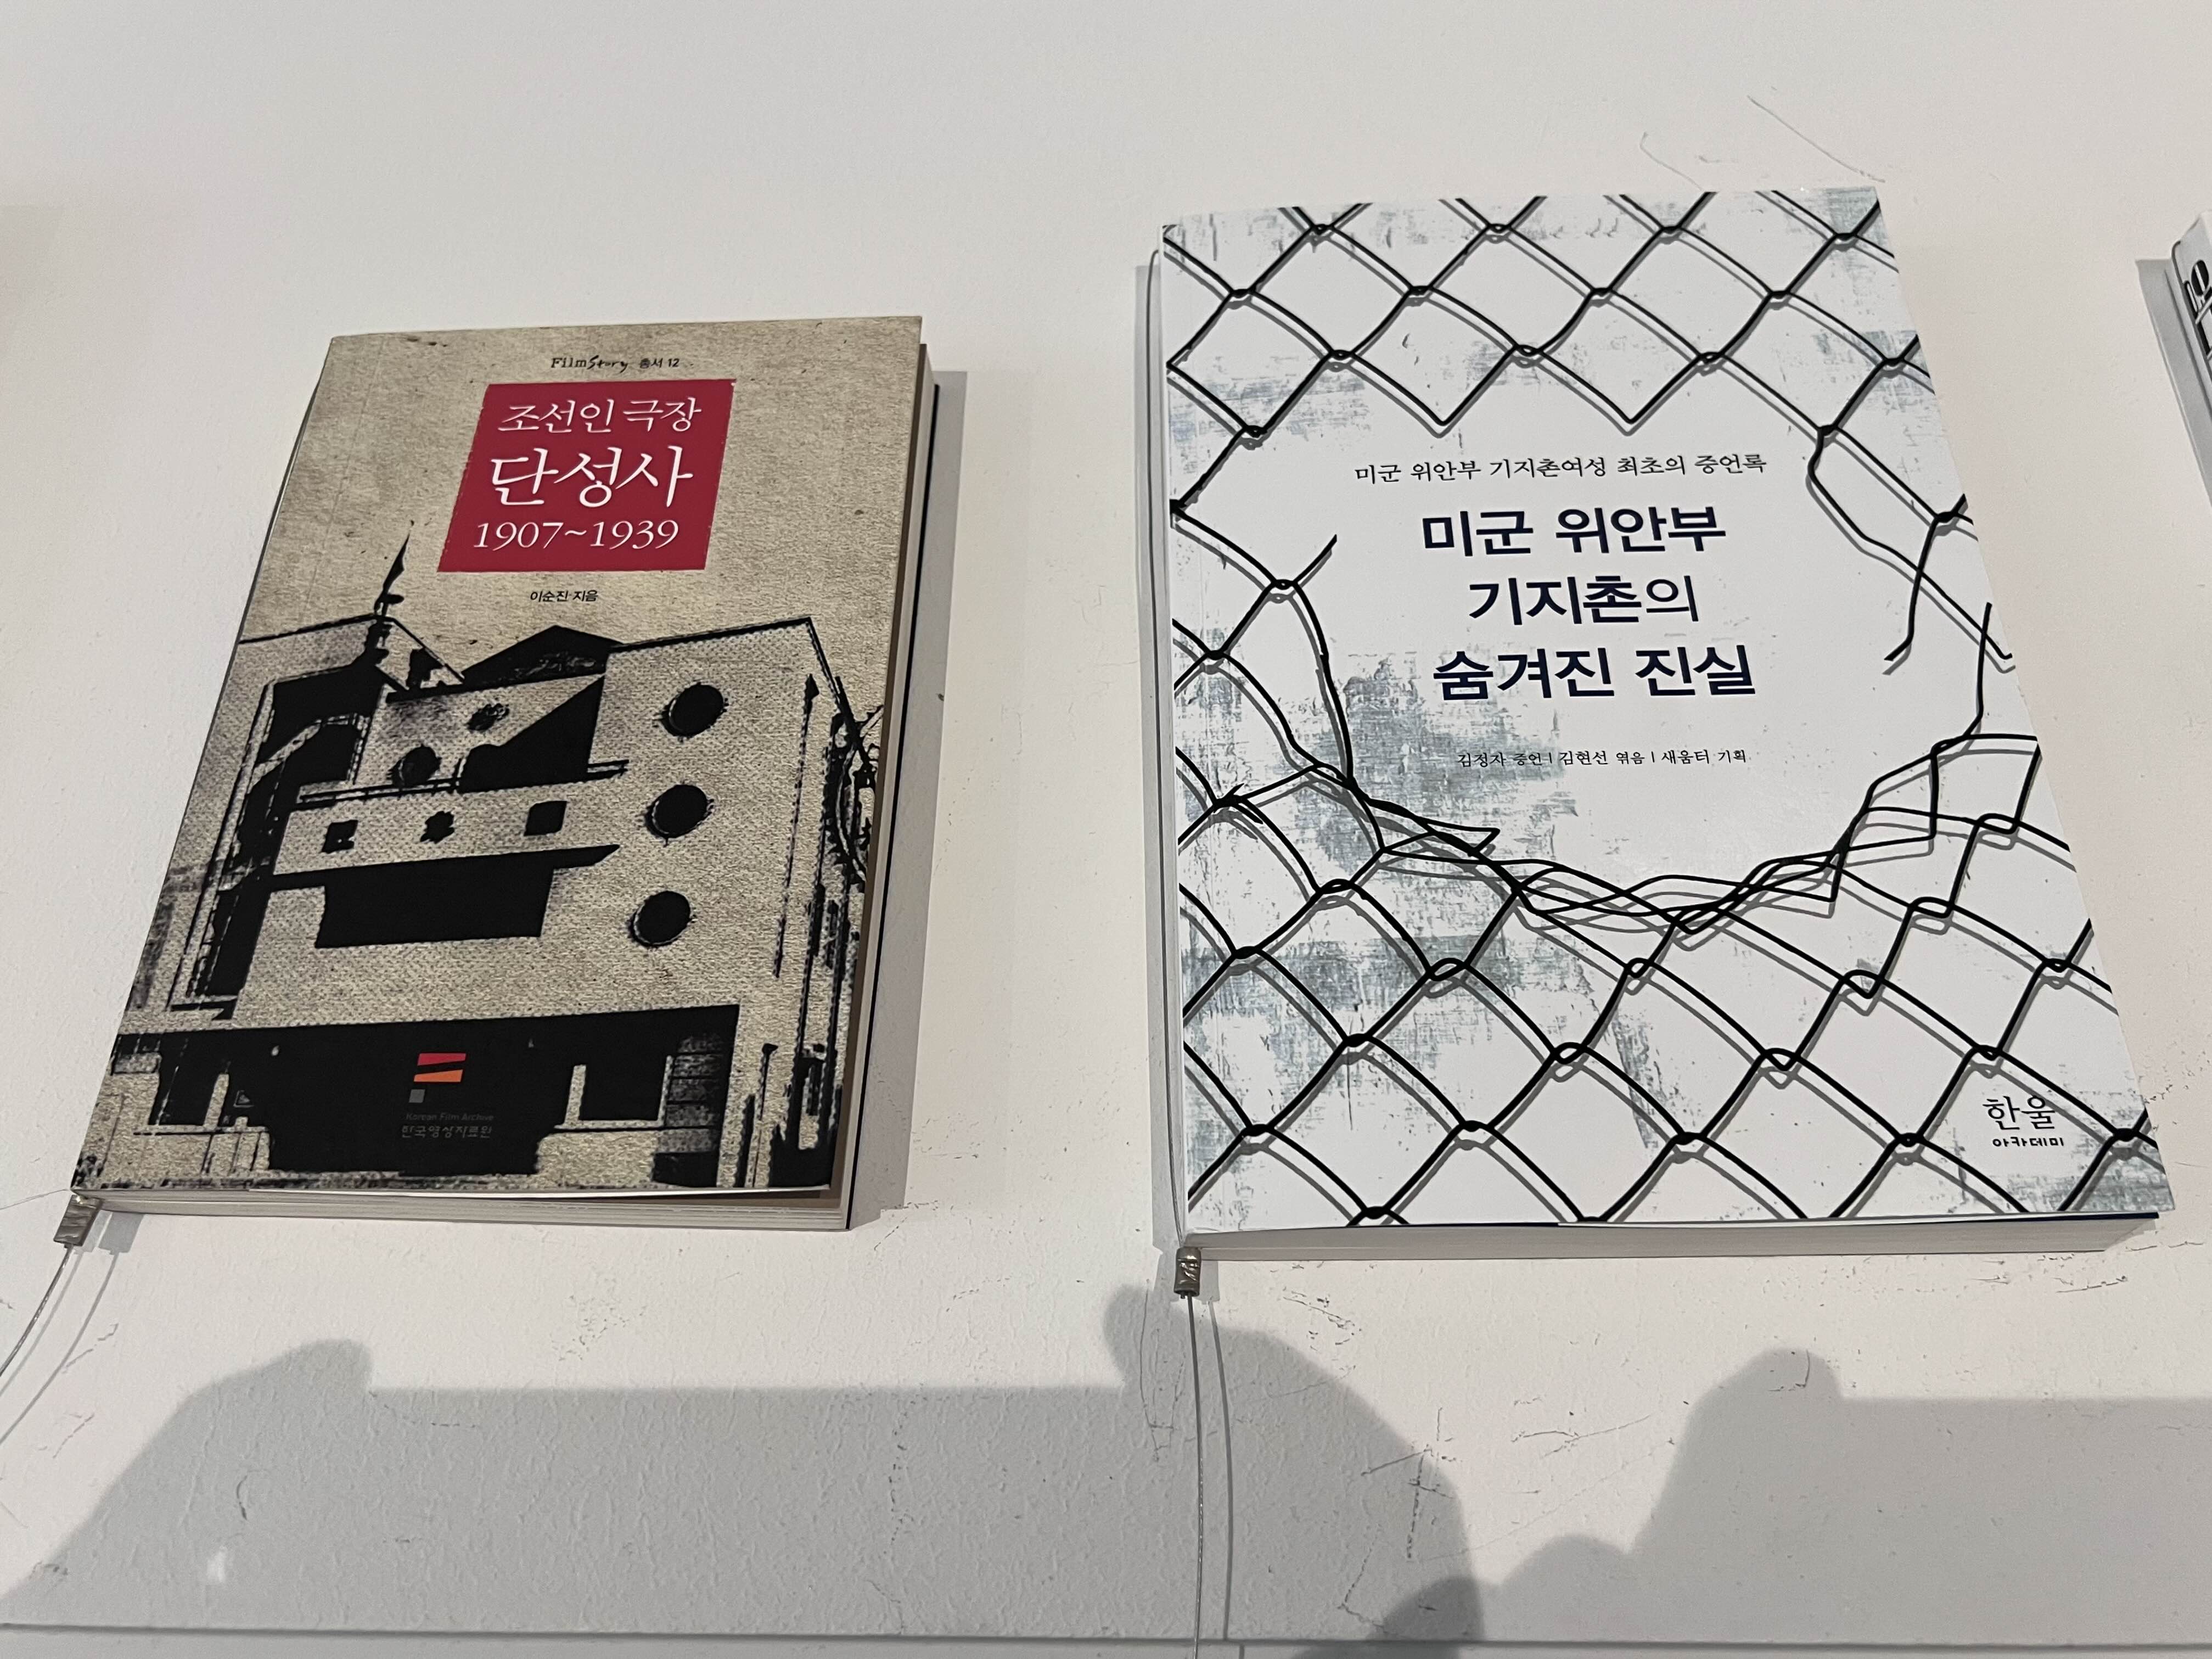 FilmStory 총서 12
조선인 극장
단성사
1907~1939
이순진·지음
Korean Film Archive
한국영상자료원
미군 위안부 기지촌여성 최초의 증언록
미군 위안부
기지촌의
숨겨진 진실
김정자 증언 | 김현선 엮음 | 새움터 기획
한울
아카데미